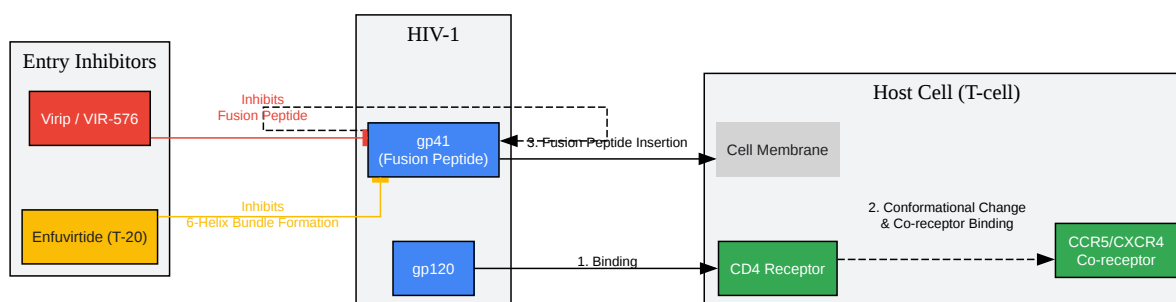 Entry Inhibitors
Virip / VIR-576
Enfuvirtide (T-20)
Inhibits
Fusion Peptide
Inhibits
6-Helix Bundle Formation
HIV-1
gp41
(Fusion Peptide)
gp120
3. Fusion Peptide Insertion
1. Binding
Host Cell (T-cell)
Cell Membrane
CD4 Receptor
2. Conformational Change
& Co-receptor Binding
CCR5/CXCR4
Co-receptor